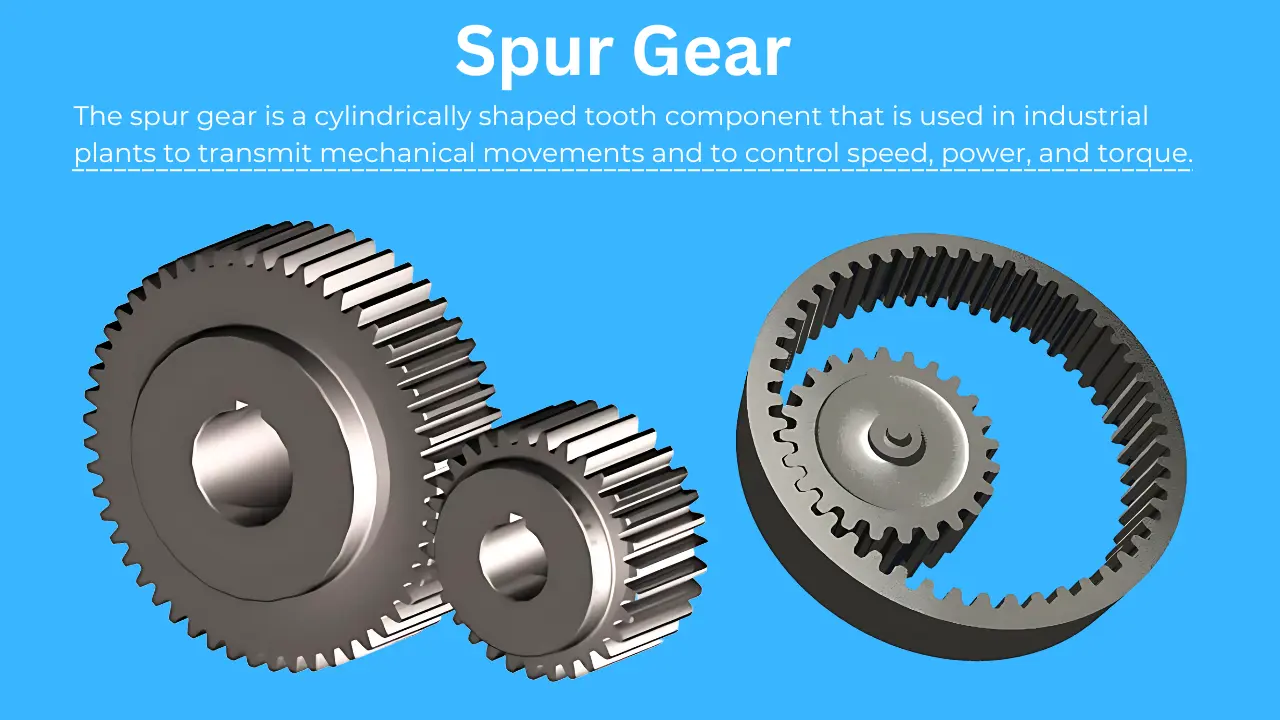 Spur Gear
The spur gear is a cylindrically shaped tooth component that is used in industrial
plants to transmit mechanical movements and to control speed, power, and torque.